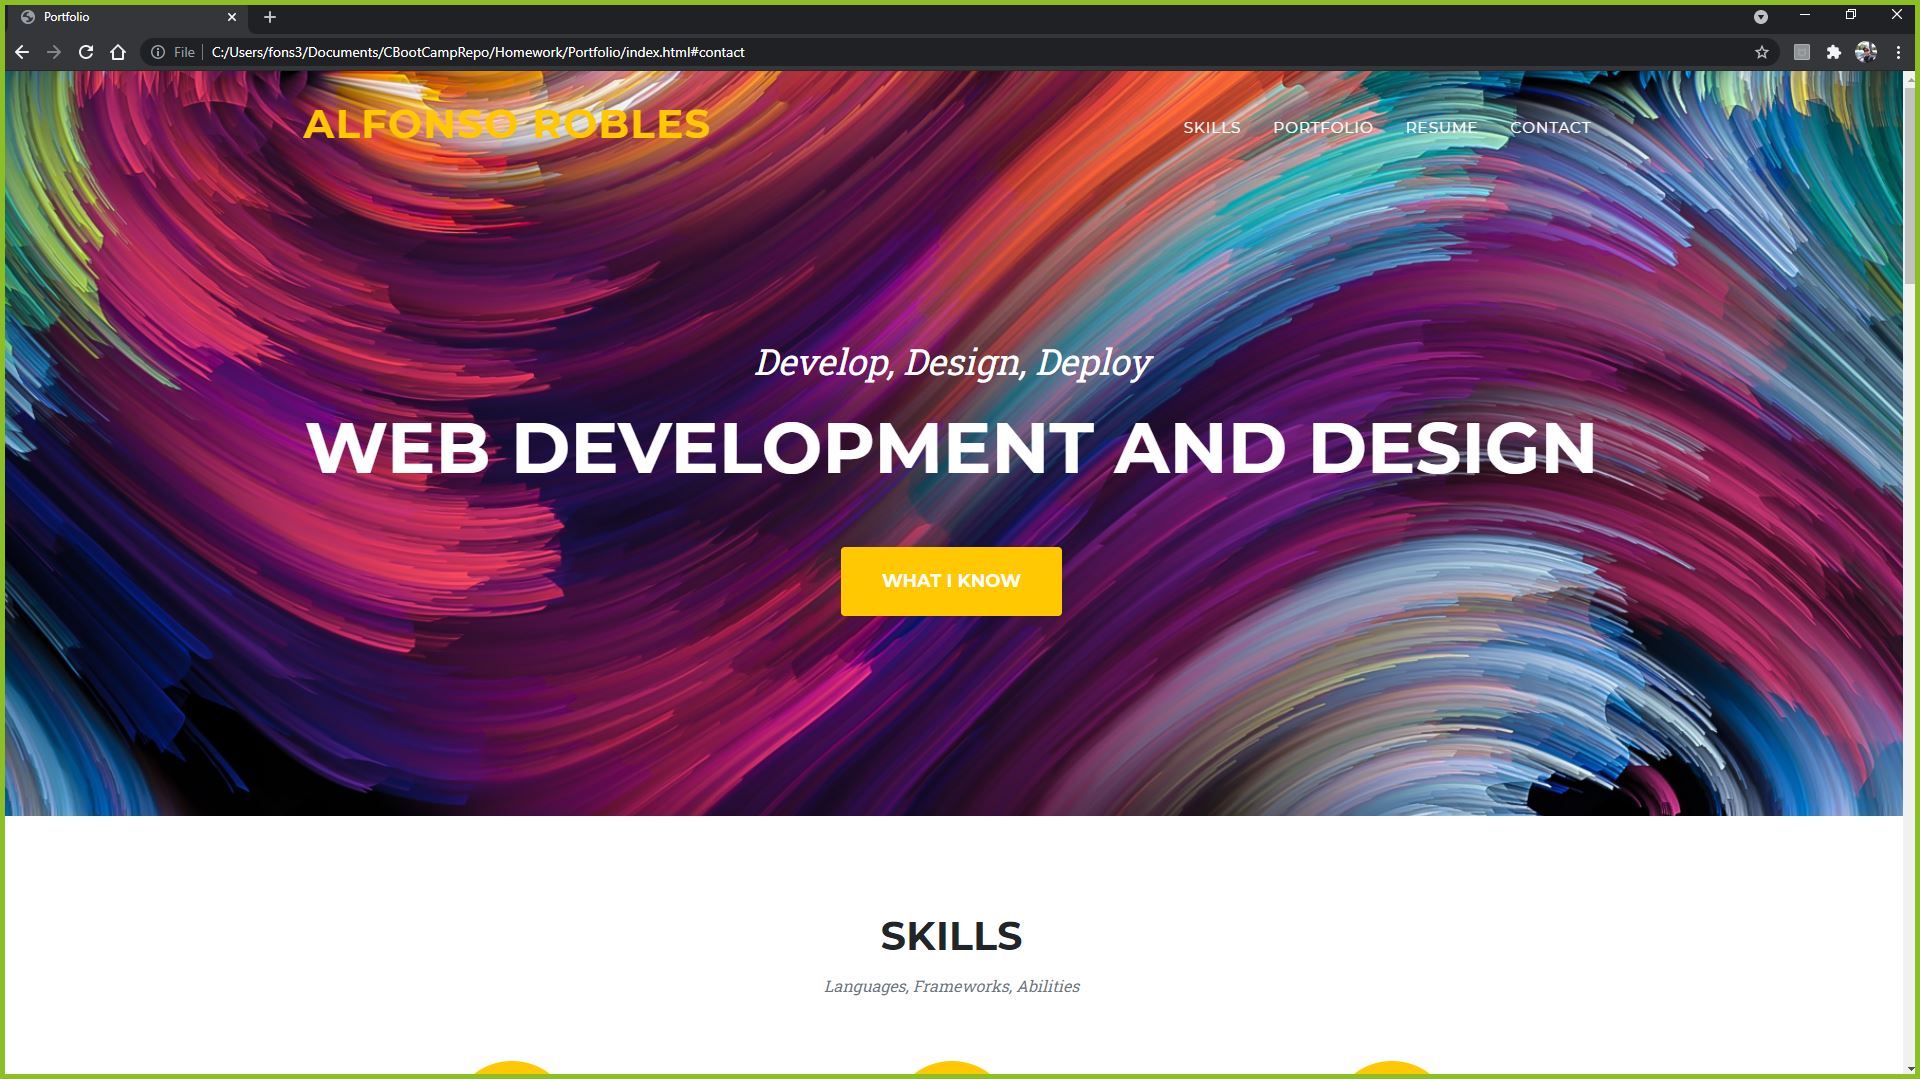 Portfolio
File C:/Users/fons3/Documents/CBootCampRepo/Homework/Portfolio/index.html#contact
ALFONSO ROBLES
SKILLS PORTFOLIO RESUME CONTACT
Develop, Design, Deploy
WEB DEVELOPMENT AND DESIGN
WHAT I KNOW
SKILLS
Languages, Frameworks, Abilities